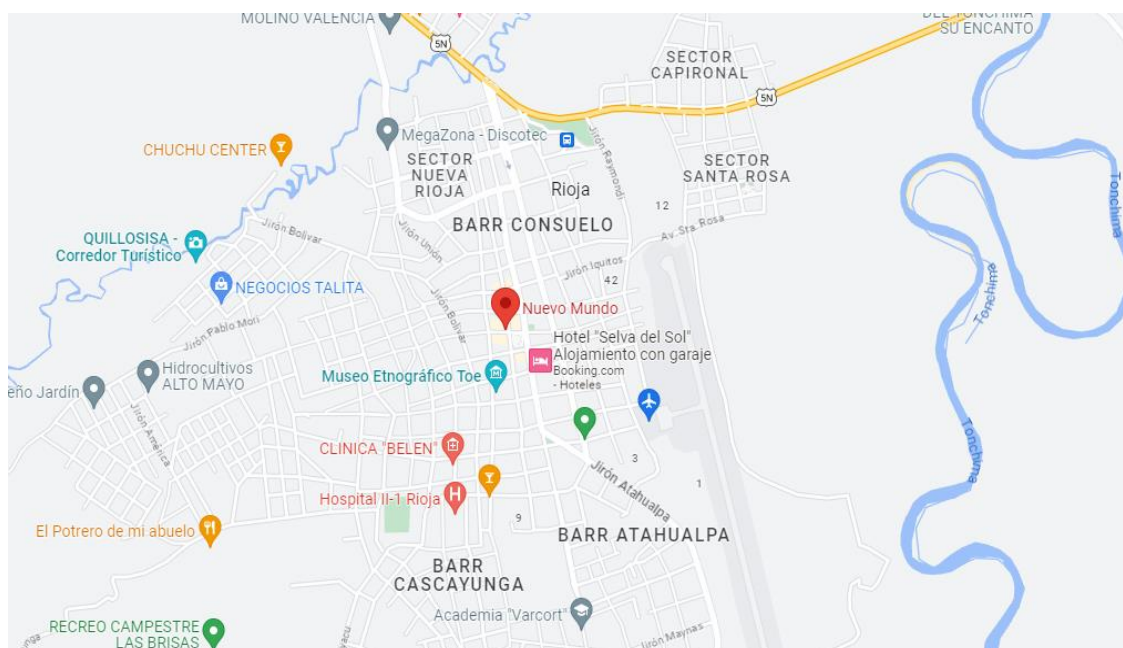 MOLINO VALENCIA
5N
DEL TONCHIMA
SU ENCANTO
SECTOR
CAPIRONAL
5N
MegaZona - Discotec
CHUCHU CENTER
SECTOR
NUEVA
RIOJA
Jirón Raymondi
SECTOR
SANTA ROSA
Rioja
12
Tonchima
BARR CONSUELO
Av. Sta. Rosa
Jirón Bolivar
Jirón Unión
QUILLOSISA -
Corredor Turístico
Jirón Iquitos
42
NEGOCIOS TALITA
Tonchima
Nuevo Mundo
Jirón Bolivar
Jirón Pablo Mori
Hotel "Selva del Sol"
Alojamiento con garaje
Booking.com
- Hoteles
Hidrocultivos
ALTO MAYO
Museo Etnográfico Toe
eño Jardín
Jirón América
CLINICA "BELEN"
3
Tonchima
Jirón Atahualpa
1
Hospital II-1 Rioja
H
9
El Potrero de mi abuelo
BARR ATAHUALPA
BARR
CASCAYUNGA
Academia "Varcort"
RECREO CAMPESTRE
LAS BRISAS
Jirón Maynas